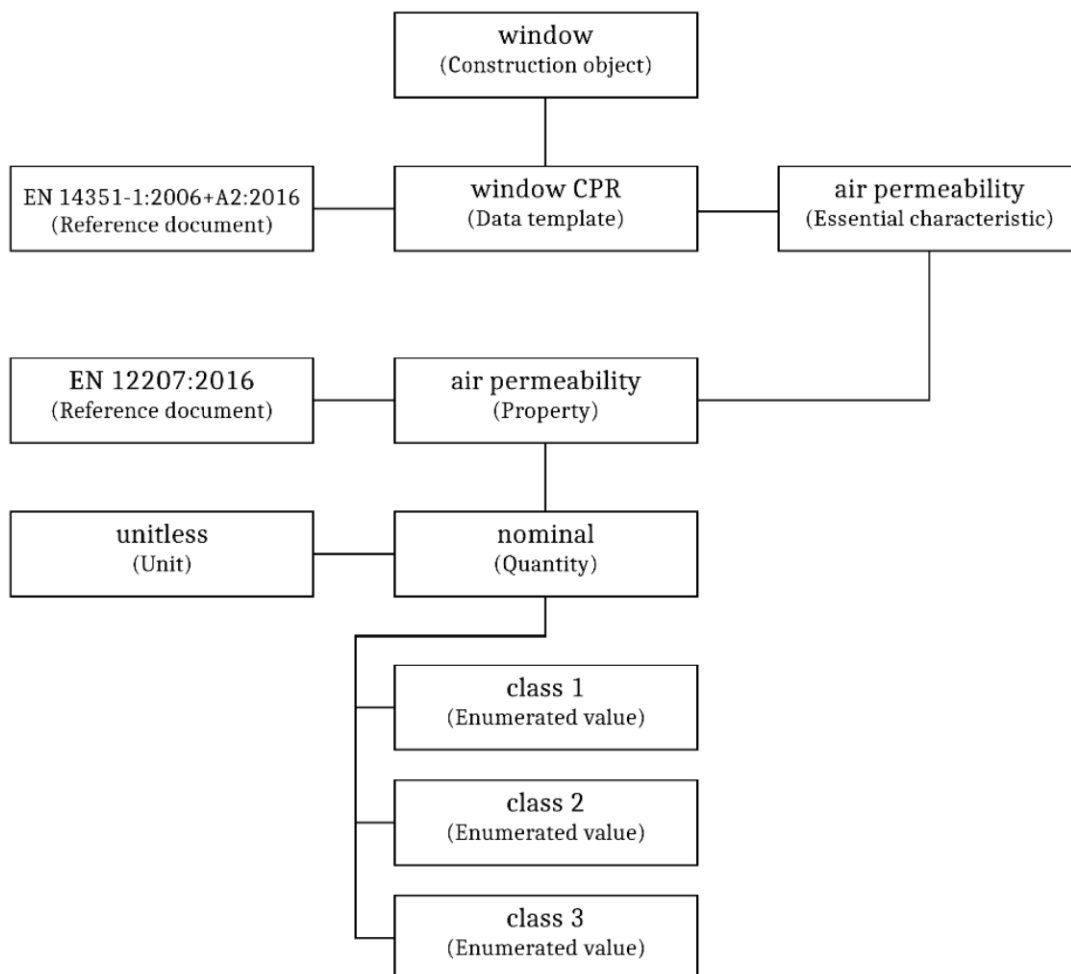 window
(Construction object)
EN 14351-1:2006+A2:2016
(Reference document)
window CPR
(Data template)
air permeability
(Essential characteristic)
EN 12207:2016
(Reference document)
air permeability
(Property)
unitless
(Unit)
nominal
(Quantity)
class 1
(Enumerated value)
class 2
(Enumerated value)
class 3
(Enumerated value)